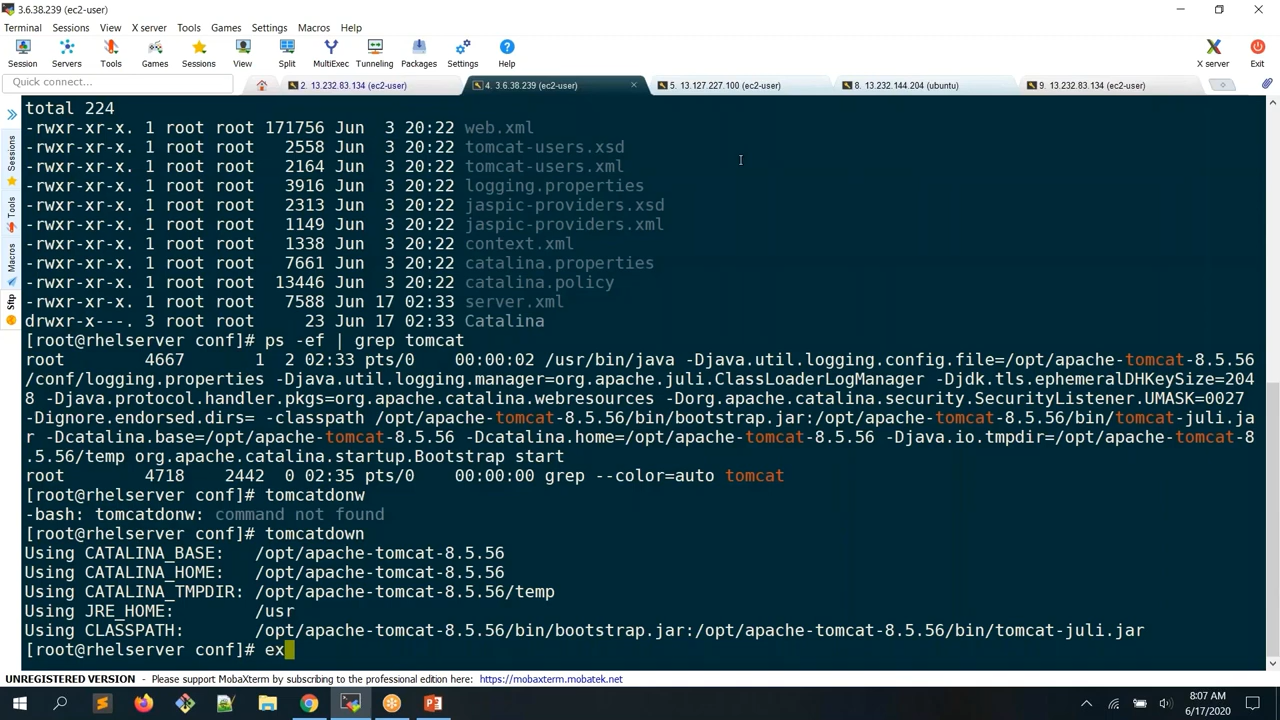 3.6.38.239 (ec2-user)
Terminal Sessions View X server Tools Games Settings Macros Help
Session Servers Tools Games Sessions View Split MultiExec Tunneling Packages Settings Help X server Exit
Quick connect...
2. 13.232.83.134 (ec2-user) 4. 3.6.38.239 (ec2-user) 5. 13.127.227.100 (ec2-user) 8. 13.232.144.204 (ubuntu) 9. 13.232.83.134 (ec2-user)
Sessions
Tools
Macros
Sftp
total 224
-rwxr-xr-x. 1 root root 171756 Jun  3 20:22 web.xml
-rwxr-xr-x. 1 root root   2558 Jun  3 20:22 tomcat-users.xsd
-rwxr-xr-x. 1 root root   2164 Jun  3 20:22 tomcat-users.xml
-rwxr-xr-x. 1 root root   3916 Jun  3 20:22 logging.properties
-rwxr-xr-x. 1 root root   2313 Jun  3 20:22 jaspic-providers.xsd
-rwxr-xr-x. 1 root root   1149 Jun  3 20:22 jaspic-providers.xml
-rwxr-xr-x. 1 root root   1338 Jun  3 20:22 context.xml
-rwxr-xr-x. 1 root root   7661 Jun  3 20:22 catalina.properties
-rwxr-xr-x. 1 root root  13446 Jun  3 20:22 catalina.policy
-rwxr-xr-x. 1 root root   7588 Jun 17 02:33 server.xml
drwxr-x---. 3 root root     23 Jun 17 02:33 Catalina
[root@rhelserver conf]# ps -ef | grep tomcat
root       4667       1  2 02:33 pts/0    00:00:02 /usr/bin/java -Djava.util.logging.config.file=/opt/apache-tomcat-8.5.56
/conf/logging.properties -Djava.util.logging.manager=org.apache.juli.ClassLoaderLogManager -Djdk.tls.ephemeralDHKeySize=204
8 -Djava.protocol.handler.pkgs=org.apache.catalina.webresources -Dorg.apache.catalina.security.SecurityListener.UMASK=0027
-Dignore.endorsed.dirs= -classpath /opt/apache-tomcat-8.5.56/bin/bootstrap.jar:/opt/apache-tomcat-8.5.56/bin/tomcat-juli.ja
r -Dcatalina.base=/opt/apache-tomcat-8.5.56 -Dcatalina.home=/opt/apache-tomcat-8.5.56 -Djava.io.tmpdir=/opt/apache-tomcat-8
.5.56/temp org.apache.catalina.startup.Bootstrap start
root       4718    2442  0 02:35 pts/0    00:00:00 grep --color=auto tomcat
[root@rhelserver conf]# tomcatdonw
-bash: tomcatdonw: command not found
[root@rhelserver conf]# tomcatdown
Using CATALINA_BASE:   /opt/apache-tomcat-8.5.56
Using CATALINA_HOME:   /opt/apache-tomcat-8.5.56
Using CATALINA_TMPDIR: /opt/apache-tomcat-8.5.56/temp
Using JRE_HOME:        /usr
Using CLASSPATH:       /opt/apache-tomcat-8.5.56/bin/bootstrap.jar:/opt/apache-tomcat-8.5.56/bin/tomcat-juli.jar
[root@rhelserver conf]# ex
UNREGISTERED VERSION - Please support MobaXterm by subscribing to the professional edition here: https://mobaxterm.mobatek.net
8:07 AM
6/17/2020